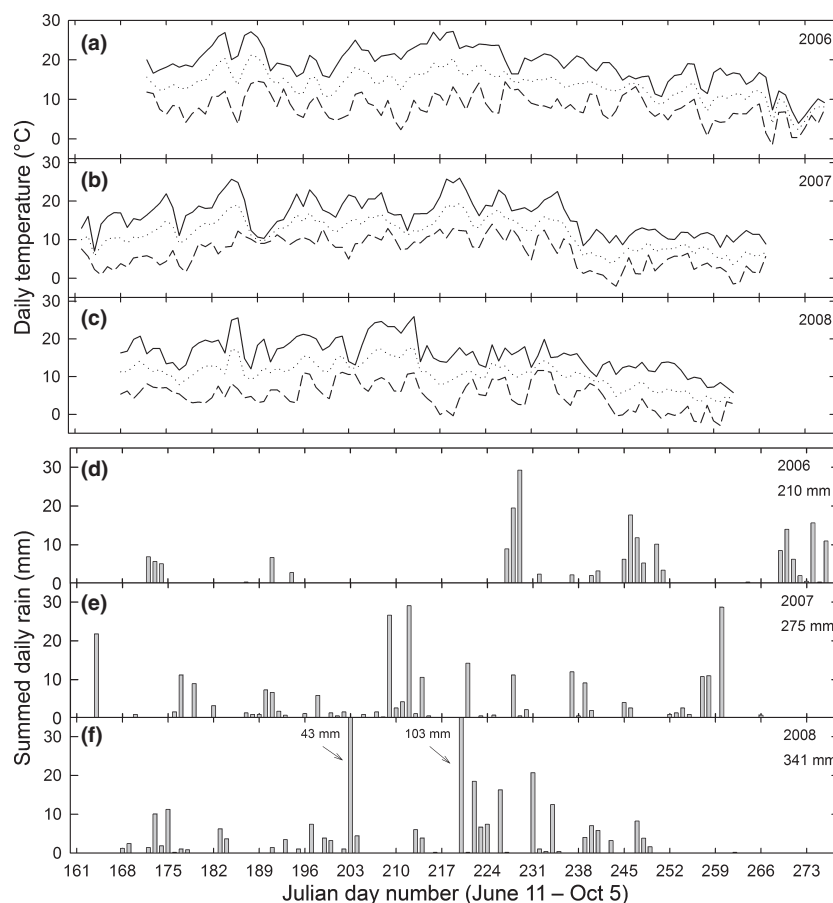 30
(a)
2006
20
10
0
30
(b)
2007
20
10
0
30
(c)
2008
20
10
0
Daily temperature (°C)
(d)
2006
30
210 mm
20
10
0
(e)
2007
30
275 mm
20
10
0
(f)
2008
30
43 mm
103 mm
341 mm
20
10
0
Summed daily rain (mm)
161 168 175 182 189 196 203 210 217 224 231 238 245 252 259 266 273
Julian day number (June 11 – Oct 5)